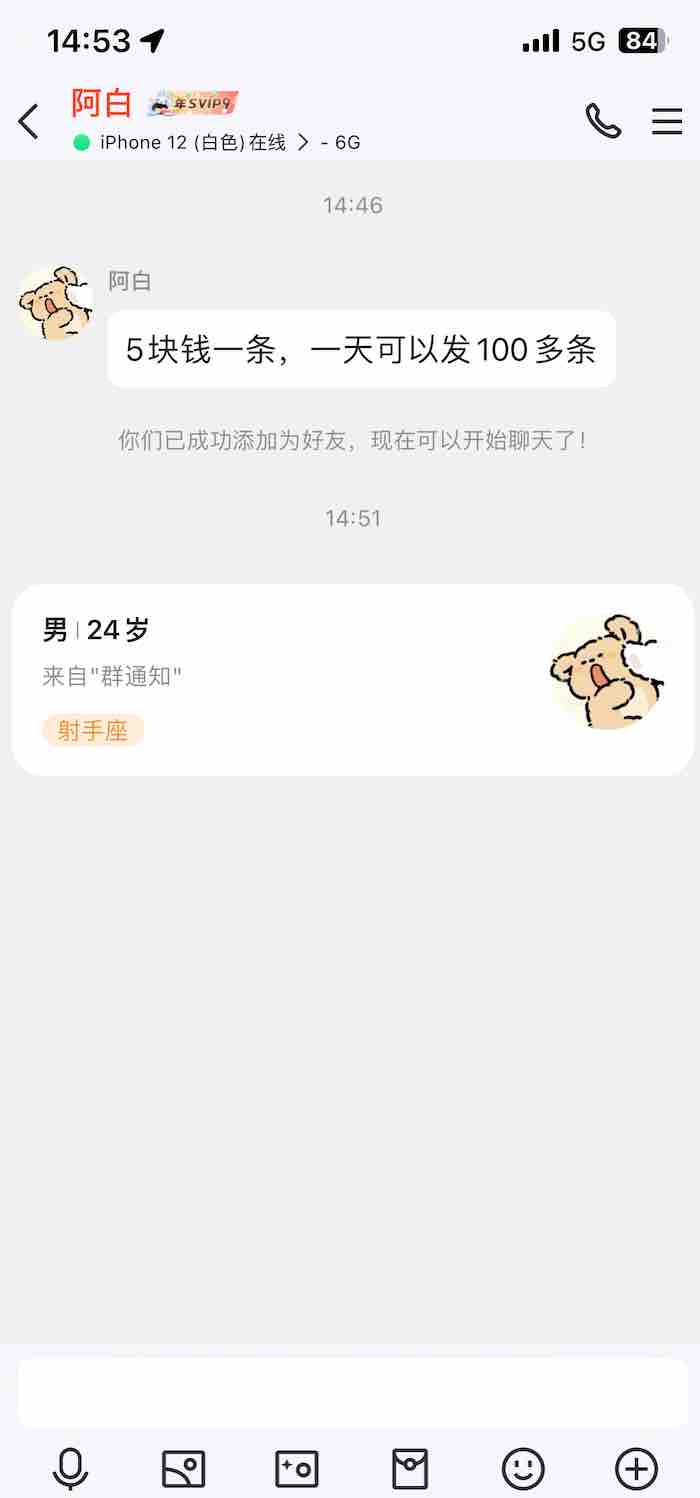 14:53
5G
84
阿白
年SVIP9
iPhone 12 (白色)在线 > - 6G
14:46
阿白
5块钱一条，一天可以发100多条
你们已成功添加为好友，现在可以开始聊天了！
14:51
男 | 24岁
来自"群通知"
射手座